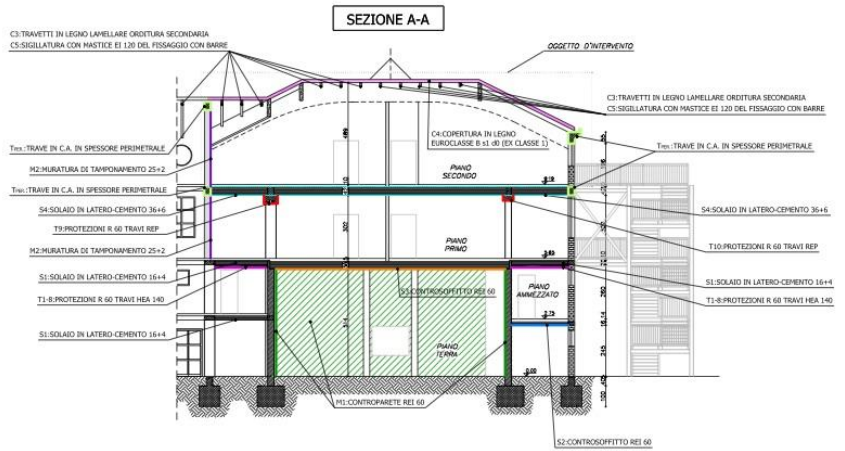 SEZIONE A-A
C3:TRAVETTI IN LEGNO LAMELLARE ORDITURA SECONDARIA
C5:SIGILLATURA CON MASTICE EI 120 DEL FISSAGGIO CON BARRE
OGGETTO D'INTERVENTO
C3:TRAVETTI IN LEGNO LAMELLARE ORDITURA SECONDARIA
C5:SIGILLATURA CON MASTICE EI 120 DEL FISSAGGIO CON BARRE
C4:COPERTURA IN LEGNO
EUROCLASSE B s1 d0 (EX CLASSE 1)
TPER.:TRAVE IN C.A. IN SPESSORE PERIMETRALE
TPER.:TRAVE IN C.A. IN SPESSORE PERIMETRALE
M2:MURATURA DI TAMPONAMENTO 25+2
PIANO
SECONDO
TPER.:TRAVE IN C.A. IN SPESSORE PERIMETRALE
S4:SOLAIO IN LATERO-CEMENTO 36+6
S4:SOLAIO IN LATERO-CEMENTO 36+6
T9:PROTEZIONI R 60 TRAVI REP
302
PIANO
PRIMO
T10:PROTEZIONI R 60 TRAVI REP
M2:MURATURA DI TAMPONAMENTO 25+2
S1:SOLAIO IN LATERO-CEMENTO 16+4
S1:SOLAIO IN LATERO-CEMENTO 16+4
T1-8:PROTEZIONI R 60 TRAVI HEA 140
S3:CONTROSOFFITTO REI 60
PIANO
AMMEZZATO
260
T1-8:PROTEZIONI R 60 TRAVI HEA 140
S1:SOLAIO IN LATERO-CEMENTO 16+4
PIANO
TERRA
245
0.00
M1:CONTROPARETE REI 60
100
S2:CONTROSOFFITTO REI 60